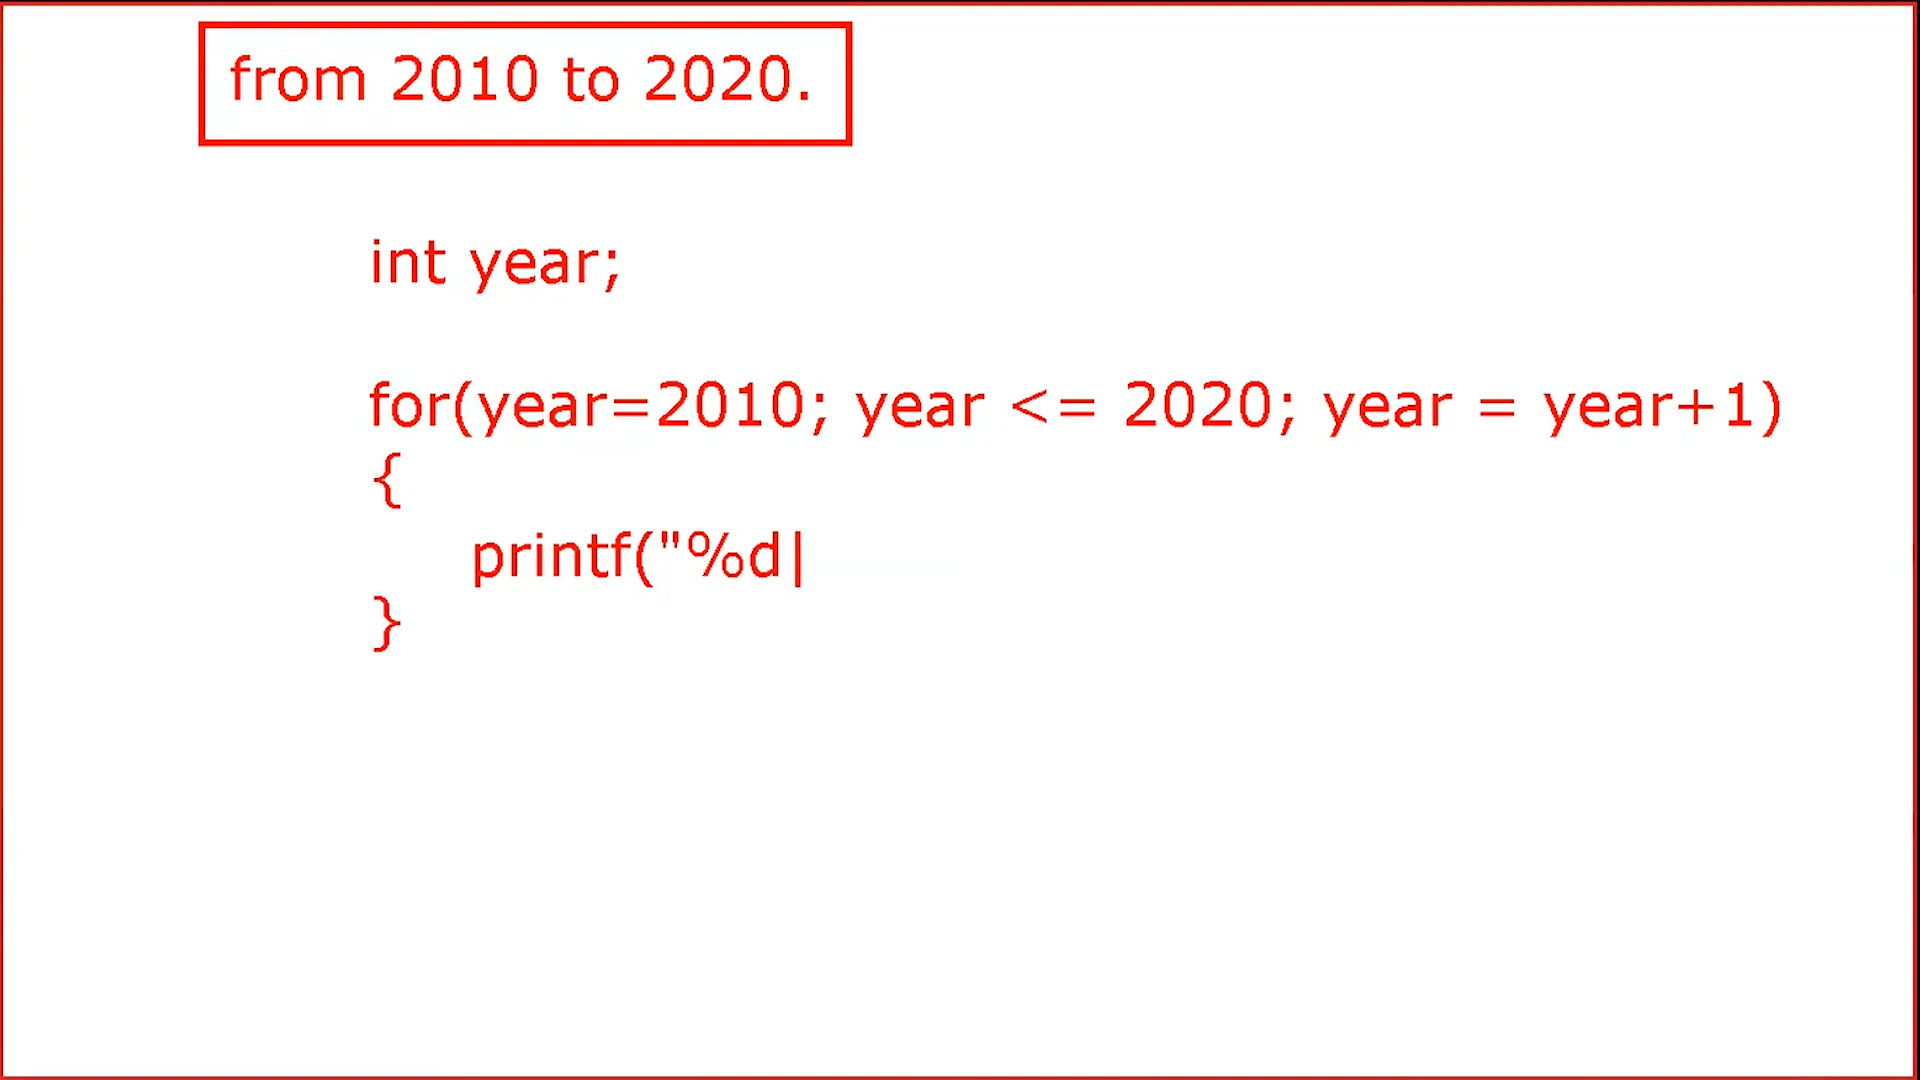 from 2010 to 2020.
int year;
for(year=2010; year <= 2020; year = year+1)
{
printf("%d|
}